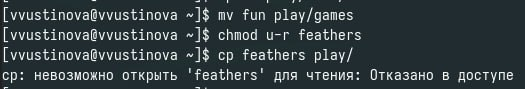 [vvustinova@vvustinova ~]$ mv fun play/games
[vvustinova@vvustinova ~]$ chmod u-r feathers
[vvustinova@vvustinova ~]$ cp feathers play/
cp: невозможно открыть 'feathers' для чтения: Отказано в доступе